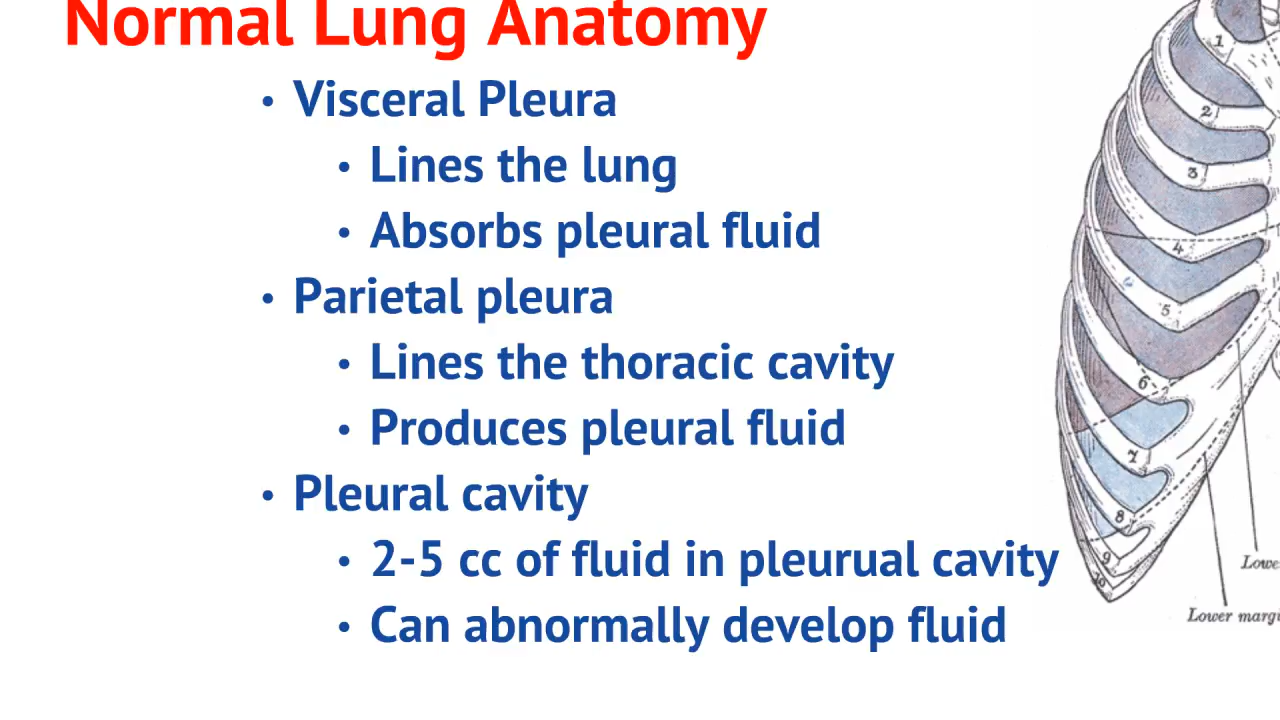 Normal Lung Anatomy
• Visceral Pleura
• Lines the lung
• Absorbs pleural fluid
• Parietal pleura
• Lines the thoracic cavity
• Produces pleural fluid
• Pleural cavity
• 2-5 cc of fluid in pleurual cavity
• Can abnormally develop fluid
1
2
3
4
5
6
7
8
9
10
Lowe
Lower margi